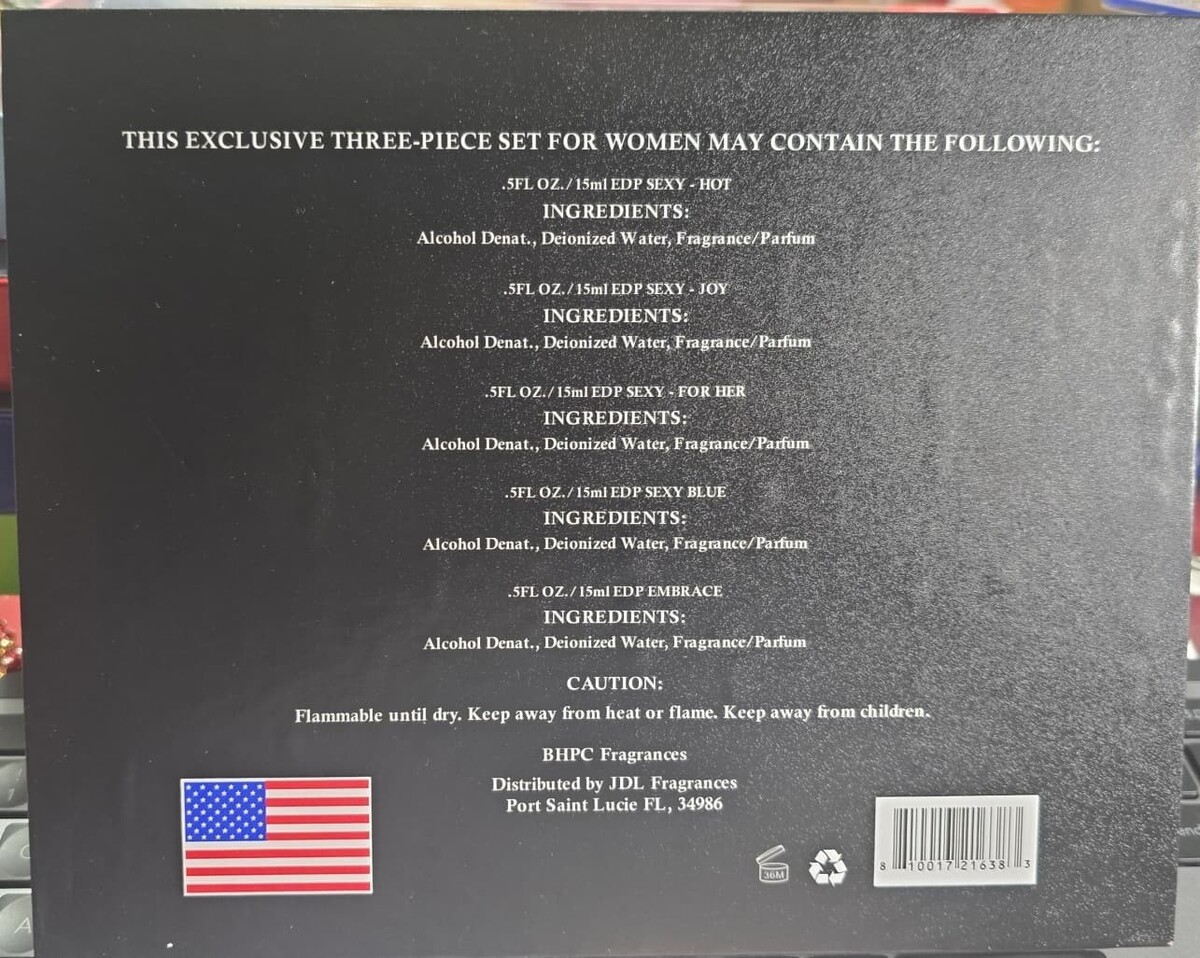 THIS EXCLUSIVE THREE-PIECE SET FOR WOMEN MAY CONTAIN THE FOLLOWING:
.5FL OZ./15ml EDP SEXY - HOT
INGREDIENTS:
Alcohol Denat., Deionized Water, Fragrance/Parfum
.5FL OZ./15ml EDP SEXY - JOY
INGREDIENTS:
Alcohol Denat., Deionized Water, Fragrance/Parfum
.5FL OZ./15ml EDP SEXY - FOR HER
INGREDIENTS:
Alcohol Denat., Deionized Water, Fragrance/Parfum
.5FL OZ./15ml EDP SEXY BLUE
INGREDIENTS:
Alcohol Denat., Deionized Water, Fragrance/Parfum
.5FL OZ./15ml EDP EMBRACE
INGREDIENTS:
Alcohol Denat., Deionized Water, Fragrance/Parfum
CAUTION:
Flammable until dry. Keep away from heat or flame. Keep away from children.
BHPC Fragrances
Distributed by JDL Fragrances
Port Saint Lucie FL, 34986
36M
8 10017 21638 3
1
A